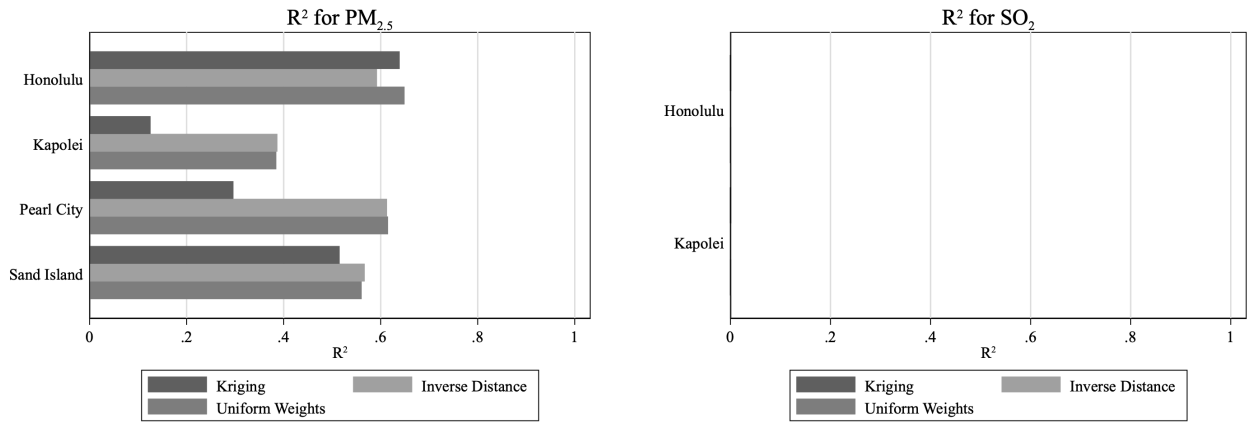 R² for PM₂.₅
Honolulu
Kapolei
Pearl City
Sand Island
0 .2 .4 .6 .8 1
R²
Kriging Inverse Distance
Uniform Weights
R² for SO₂
Honolulu
Kapolei
0 .2 .4 .6 .8 1
R²
Kriging Inverse Distance
Uniform Weights